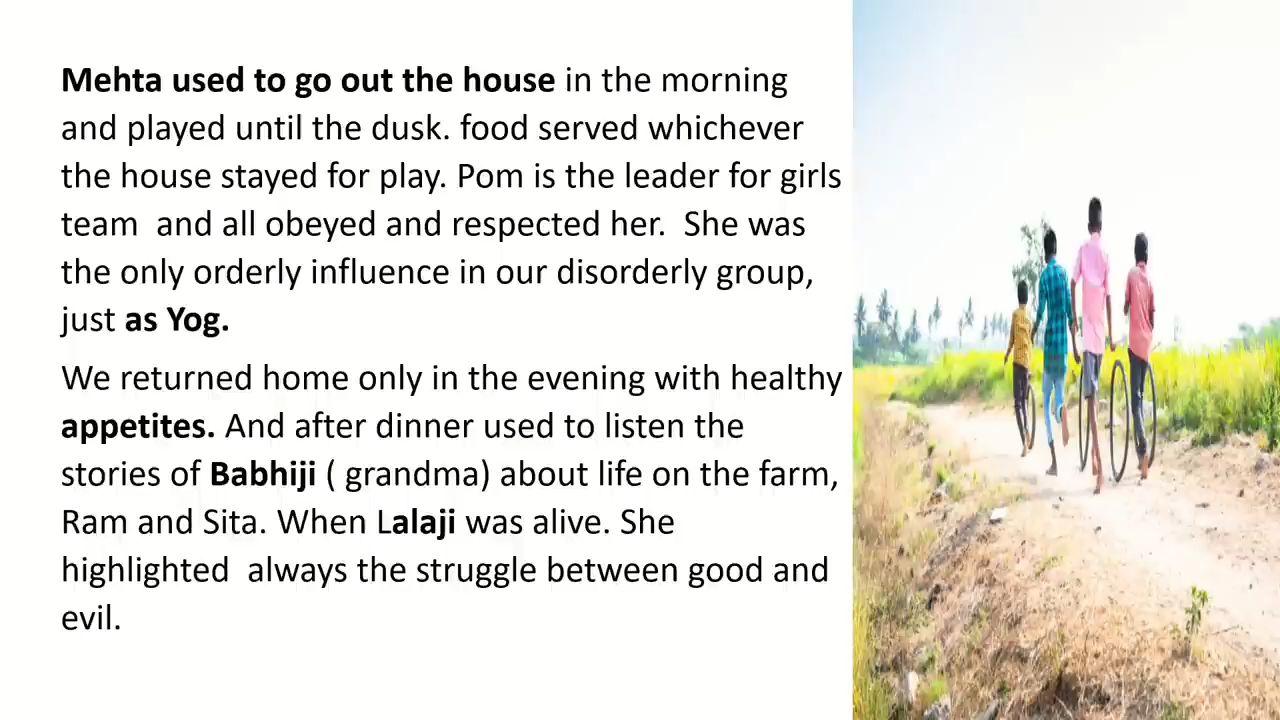 Mehta used to go out the house in the morning
and played until the dusk. food served whichever
the house stayed for play. Pom is the leader for girls
team  and all obeyed and respected her.  She was
the only orderly influence in our disorderly group,
just as Yog.
We returned home only in the evening with healthy
appetites. And after dinner used to listen the
stories of Babhiji ( grandma) about life on the farm,
Ram and Sita. When Lalaji was alive. She
highlighted  always the struggle between good and
evil.